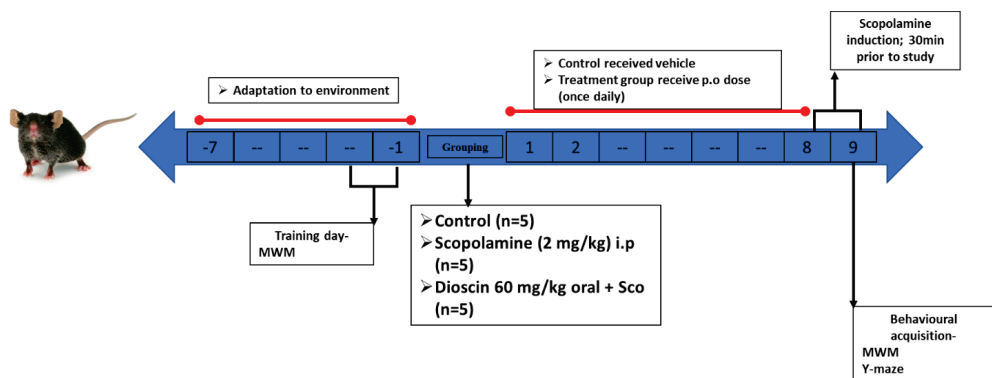 Scopolamine
induction; 30min
prior to study
➢ Control received vehicle
➢ Treatment group receive p.o dose
(once daily)
➢ Adaptation to environment
-7 -- -- -- -1 Grouping 1 2 -- -- -- -- 8 9
Training day-
MWM
➢Control (n=5)
➢Scopolamine (2 mg/kg) i.p
(n=5)
➢Dioscin 60 mg/kg oral + Sco
(n=5)
Behavioural
acquisition-
MWM
Y-maze